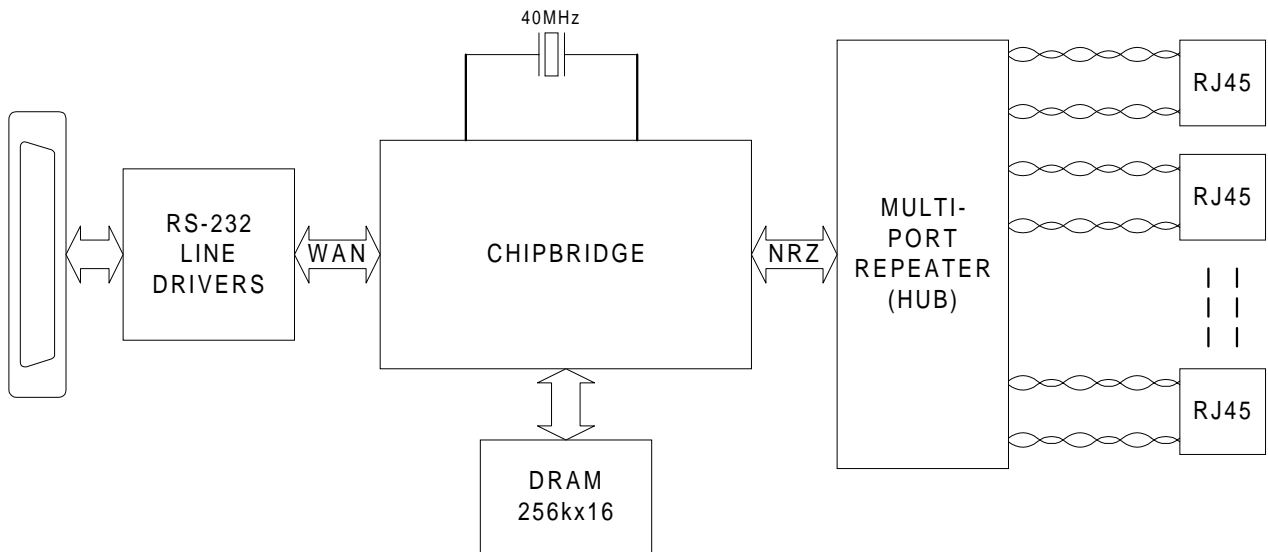 40MHz
RJ45
RS-232
LINE
DRIVERS
WAN
CHIPBRIDGE
NRZ
MULTI-
PORT
REPEATER
(HUB)
RJ45
RJ45
DRAM
256kx16